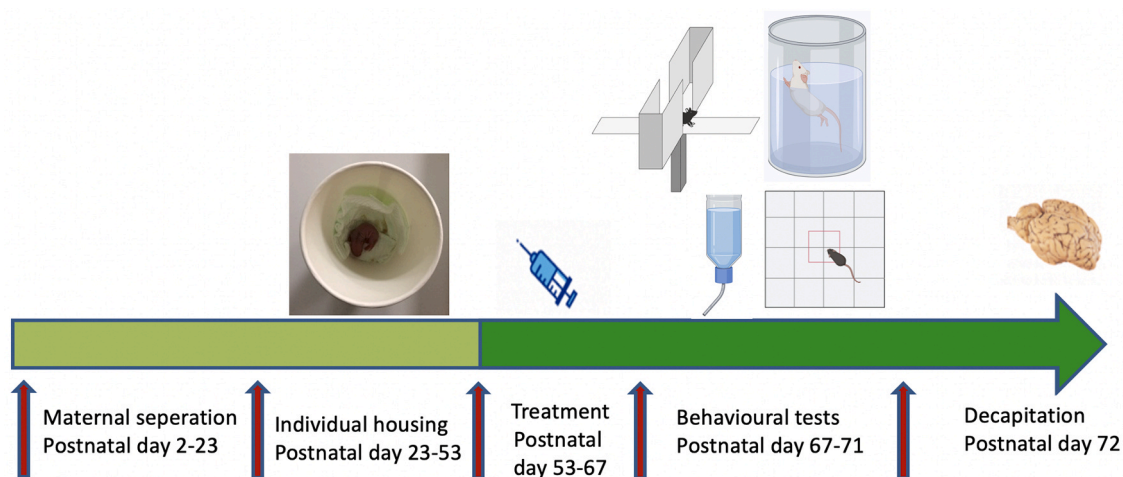 Maternal seperation
Postnatal day 2-23
Individual housing
Postnatal day 23-53
Treatment
Postnatal
day 53-67
Behavioural tests
Postnatal day 67-71
Decapitation
Postnatal day 72